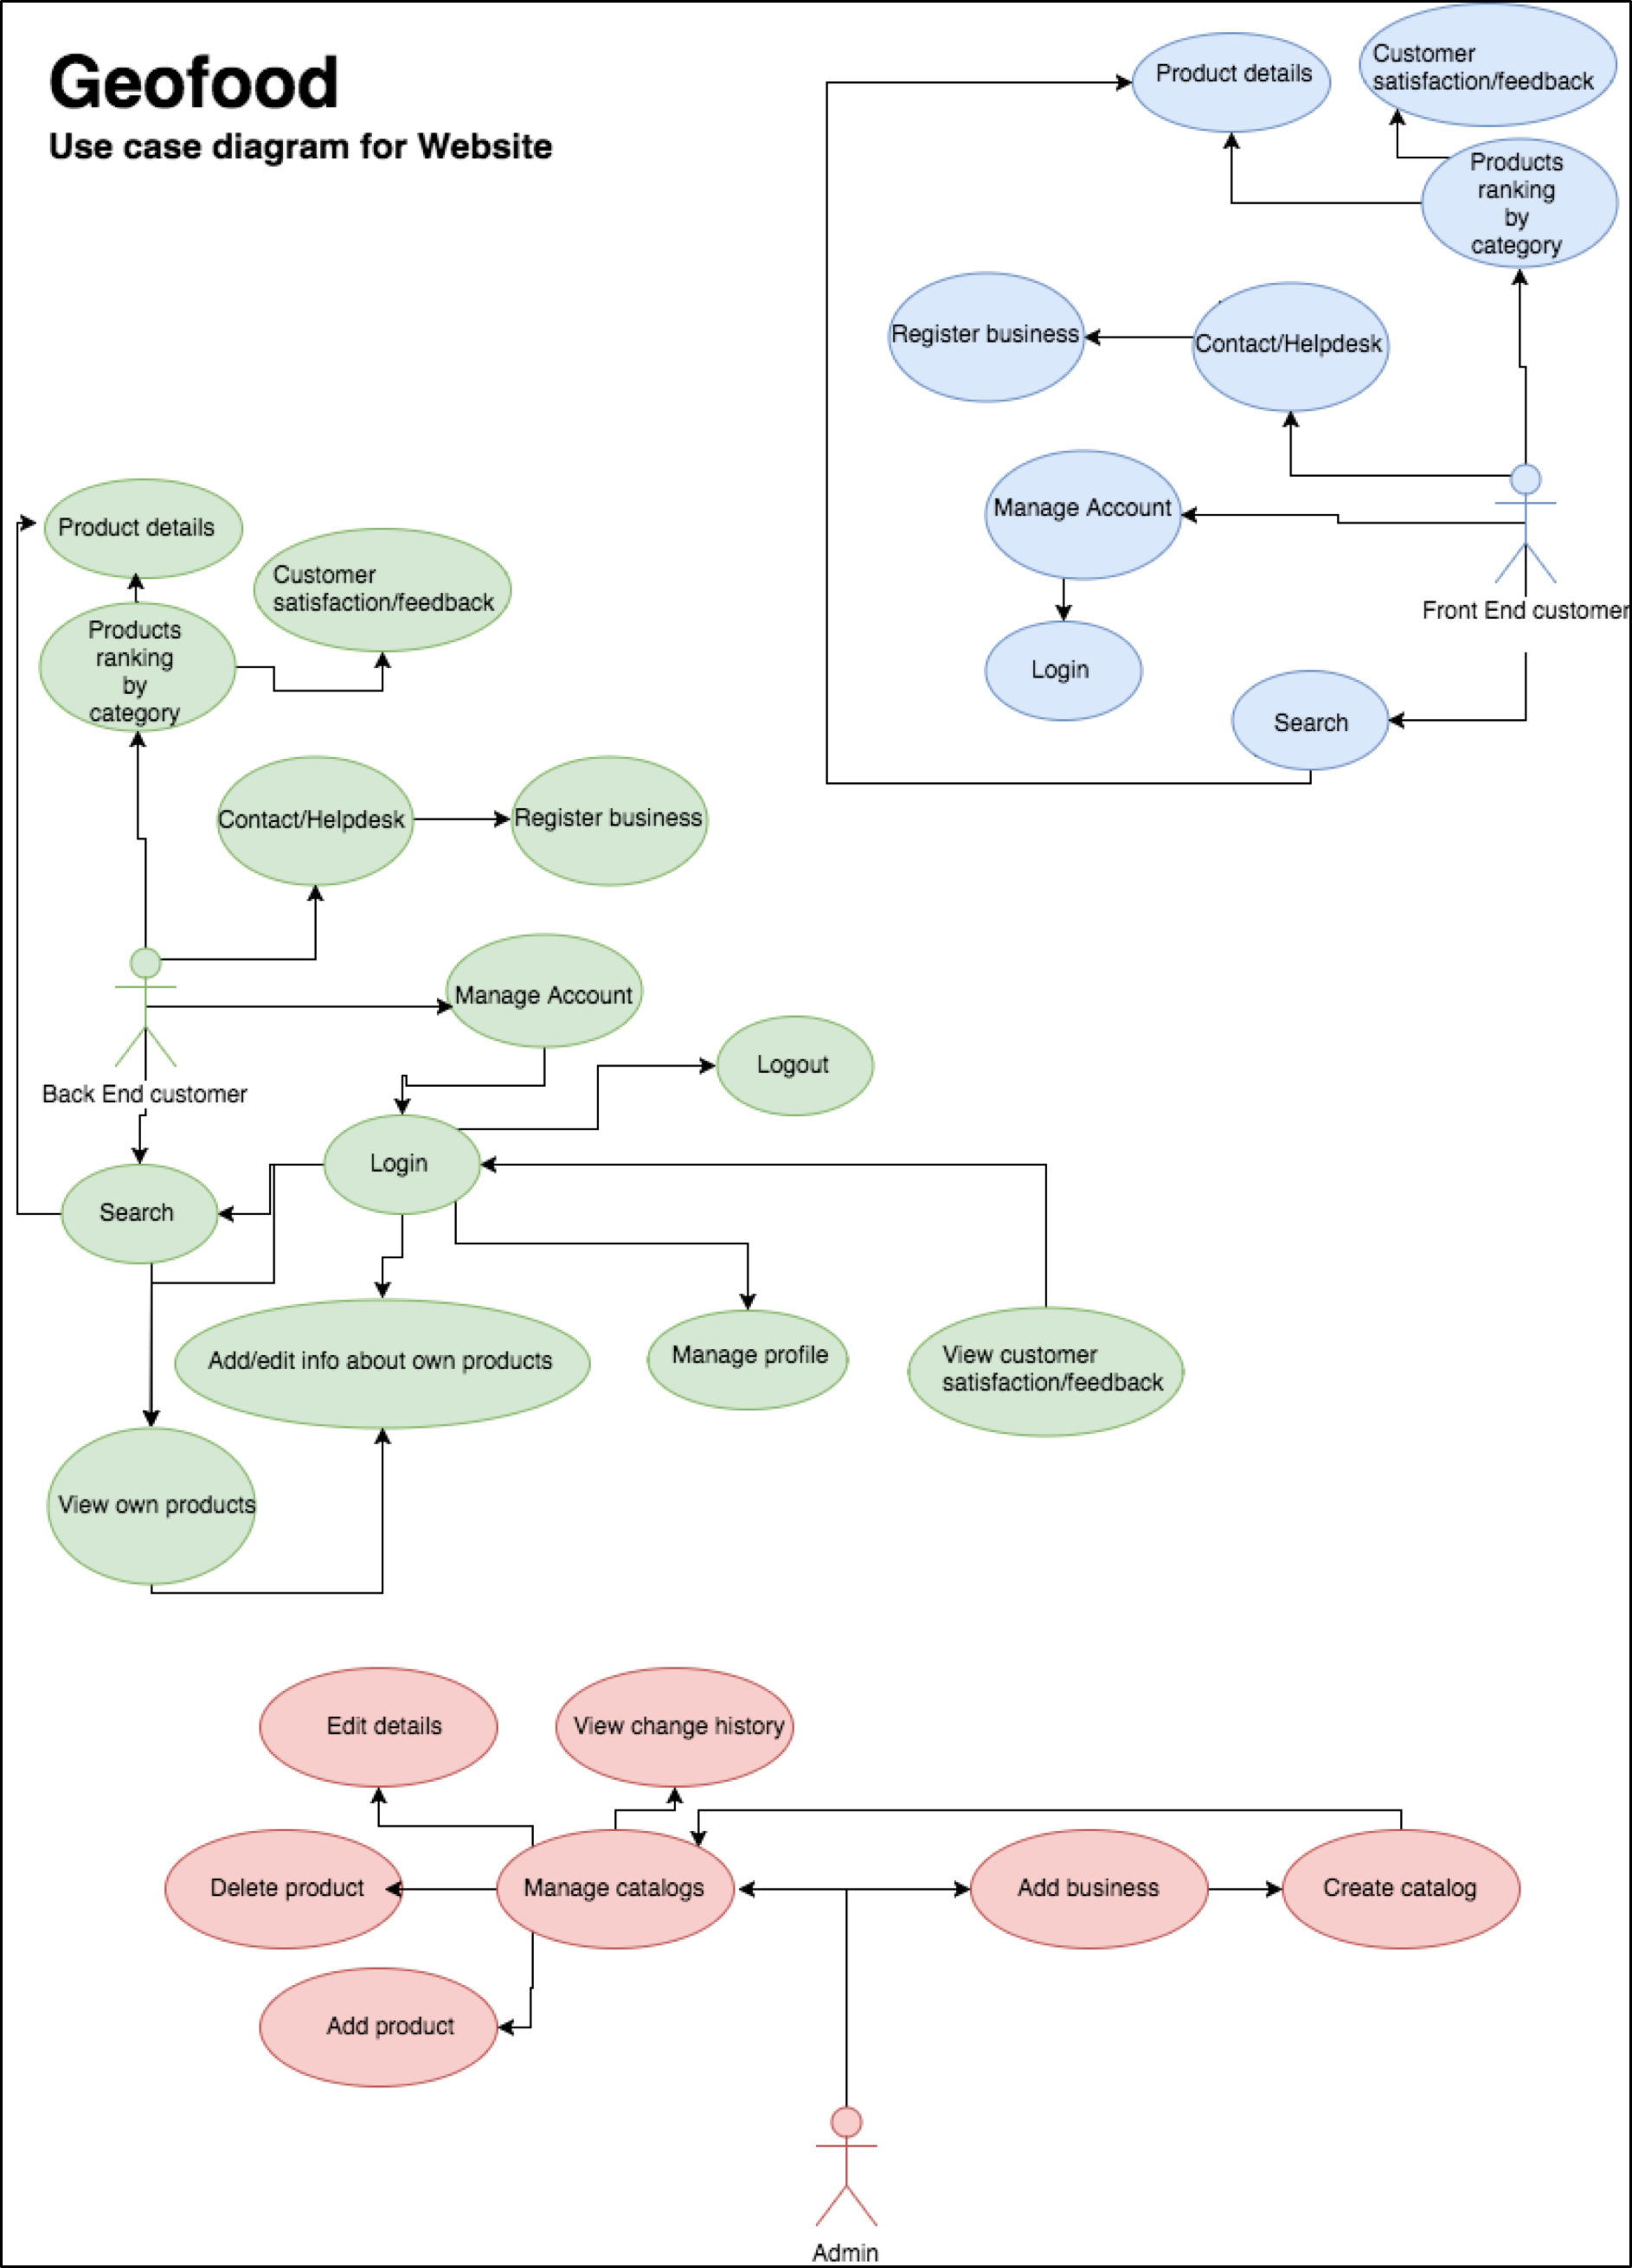 Geofood
Use case diagram for Website
Product details
Customer
satisfaction/feedback
Products
ranking
by
category
Register business
Contact/Helpdesk
Manage Account
Login
Front End customer
Search
Product details
Customer
satisfaction/feedback
Products
ranking
by
category
Contact/Helpdesk
Register business
Manage Account
Logout
Back End customer
Login
Search
Add/edit info about own products
Manage profile
View customer
satisfaction/feedback
View own products
Edit details
View change history
Delete product
Manage catalogs
Add business
Create catalog
Add product
Admin